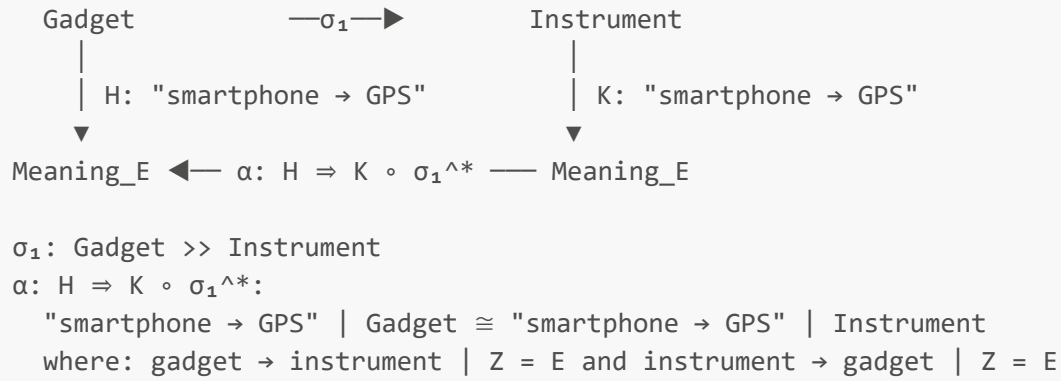 Gadget ──σ₁──▶ Instrument
│ │
│ H: "smartphone → GPS" │ K: "smartphone → GPS"
▼ ▼
Meaning_E ◀── α: H ⇒ K ∘ σ₁^* ─── Meaning_E
σ₁: Gadget >> Instrument
α: H ⇒ K ∘ σ₁^*:
"smartphone → GPS" | Gadget ≅ "smartphone → GPS" | Instrument
where: gadget → instrument | Z = E and instrument → gadget | Z = E